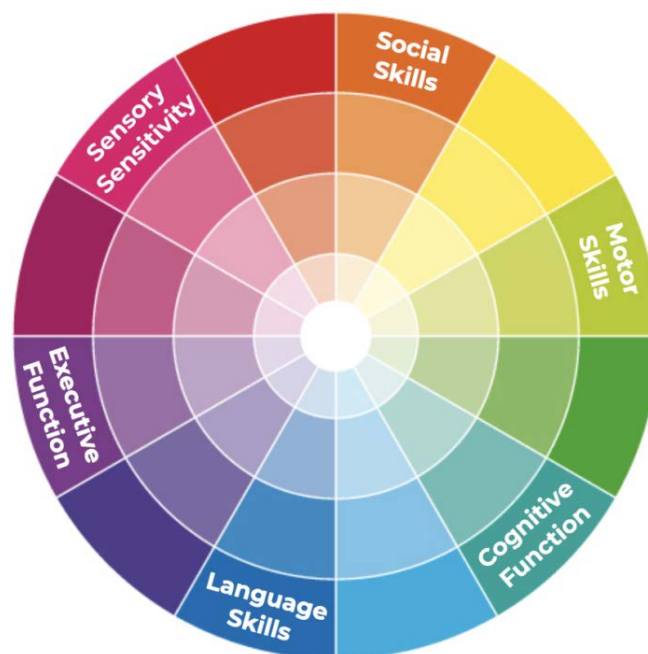 Social
Skills
Motor
Skills
Cognitive
Function
Language
Skills
Executive
Function
Sensory
Sensitivity